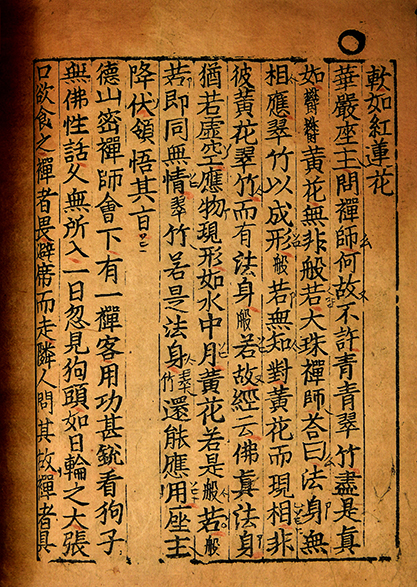 軟如紅蓮花
華嚴座主問禪師何故不許青青翠竹盡是真
如欝欝黃花無非般若大珠禪師荅曰法身無
相應翠竹以成形般若無知對黃花而現相非
彼黃花翠竹而有法身般若故經云佛真法身
猶若虛空應物現形如水中月黃花若是般若般
若即同無情翠竹若是法身翠竹還能應用座主
降伏領悟其旨
德山密禪師會下有一禪客用功甚銳看狗子
無佛性話久無所入一日忽見狗頭如日輪之大張
口欲食之禪者畏避席而走隣人問其故禪者具